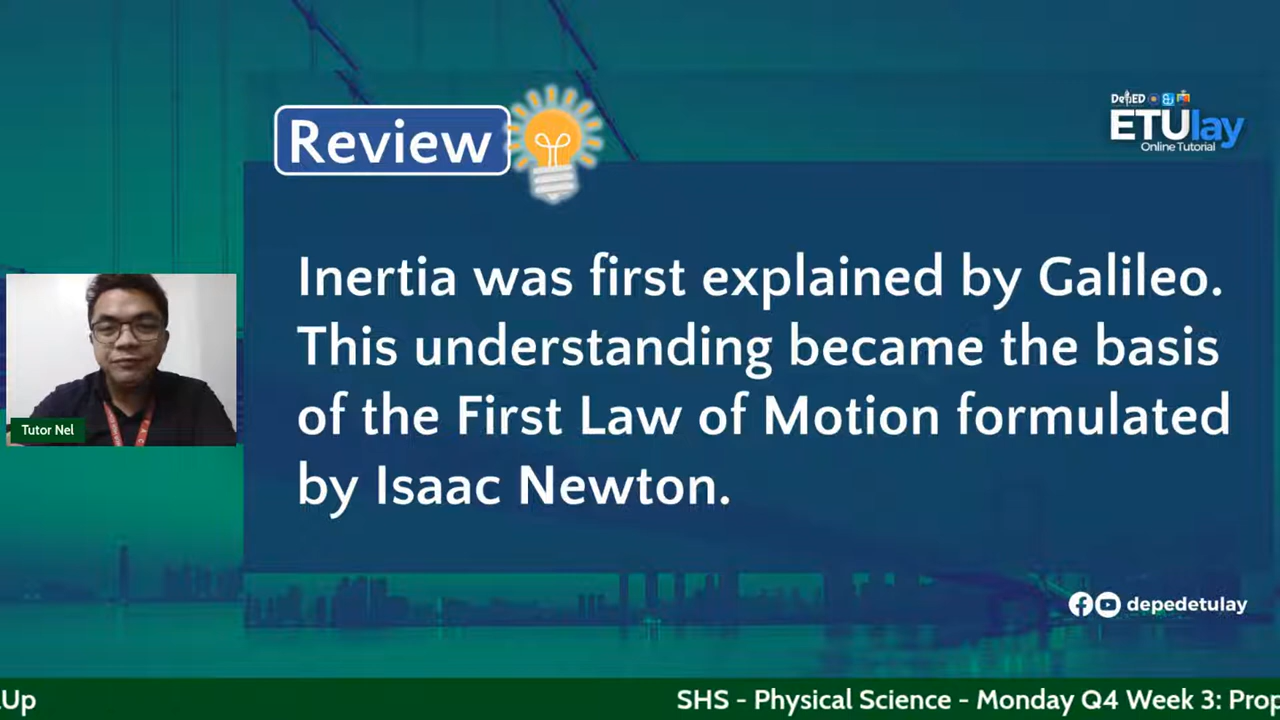 Review
DepED
ETUlay
Online Tutorial
Inertia was first explained by Galileo.
This understanding became the basis
of the First Law of Motion formulated
by Isaac Newton.
Tutor Nel
depedetulay
Up SHS - Physical Science - Monday Q4 Week 3: Prop